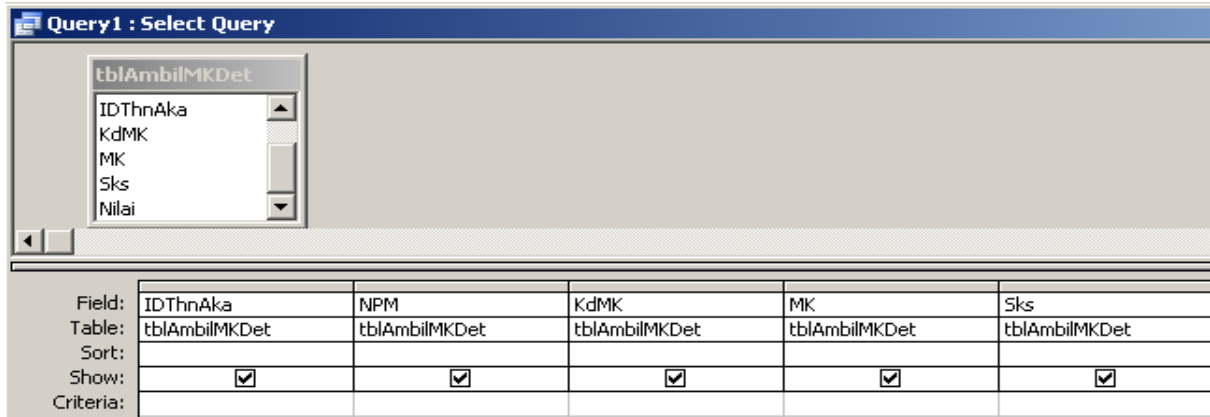 Query1 : Select Query
tblAmbilMKDet
IDThnAka
KdMK
MK
Sks
Nilai
Field: IDThnAka NPM KdMK MK Sks
Table: tblAmbilMKDet tblAmbilMKDet tblAmbilMKDet tblAmbilMKDet tblAmbilMKDet
Sort:
Show:
Criteria: